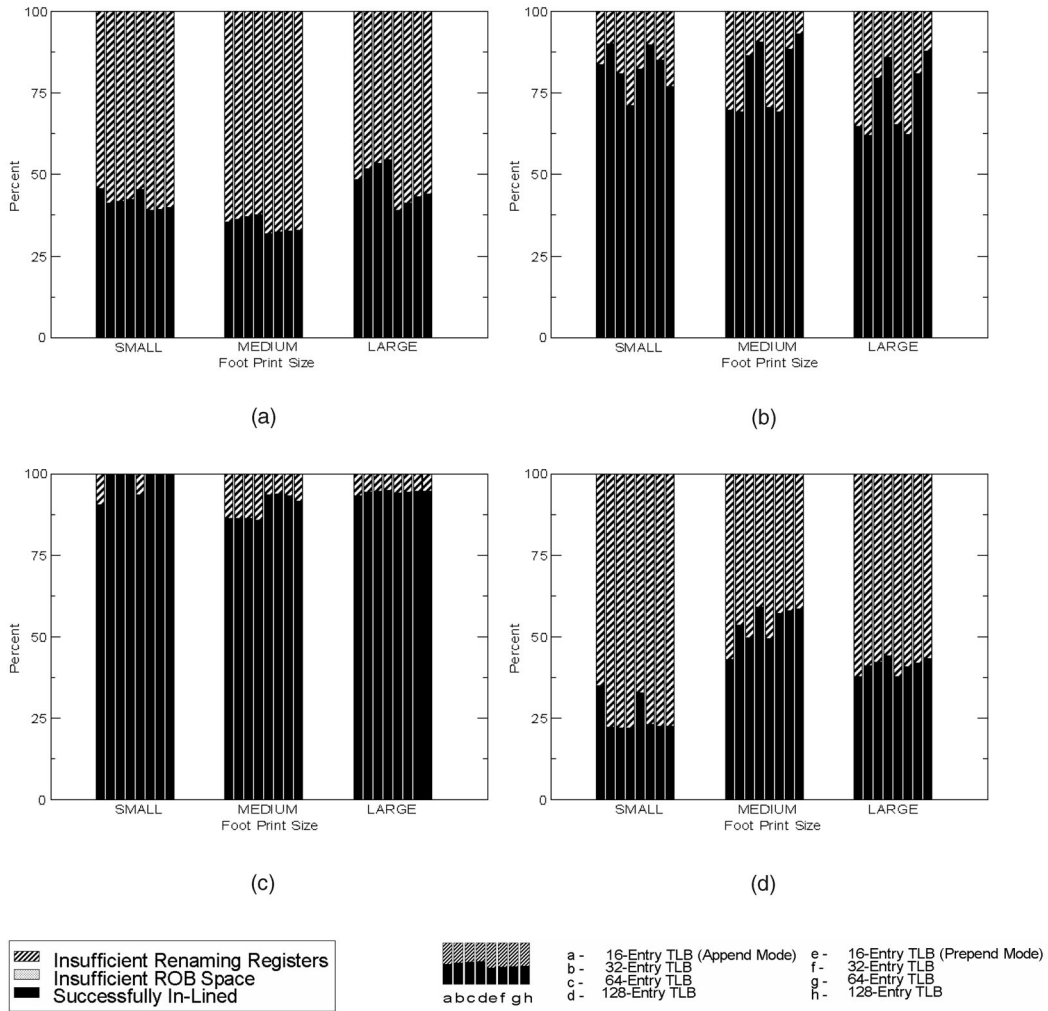 100
75
50
25
0
Percent
SMALL MEDIUM LARGE
Foot Print Size
(a)
100
75
50
25
0
Percent
SMALL MEDIUM LARGE
Foot Print Size
(b)
100
75
50
25
0
Percent
SMALL MEDIUM LARGE
Foot Print Size
(c)
100
75
50
25
0
Percent
SMALL MEDIUM LARGE
Foot Print Size
(d)
Insufficient Renaming Registers
Insufficient ROB Space
Successfully In-Lined
a b c d e f g h
a - 16-Entry TLB (Append Mode)
b - 32-Entry TLB
c - 64-Entry TLB
d - 128-Entry TLB
e - 16-Entry TLB (Prepend Mode)
f - 32-Entry TLB
g - 64-Entry TLB
h - 128-Entry TLB